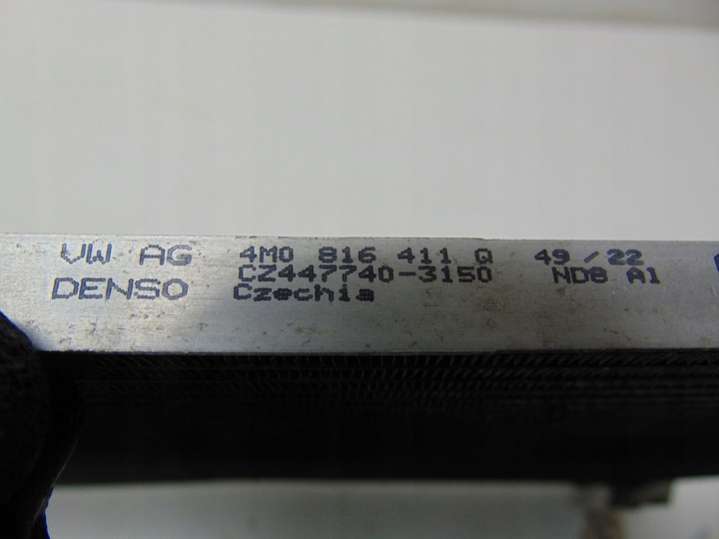 VW AG 4M0 816 411 Q 49/22
CZ447740-3150 ND8 A1
DENSO Czechia